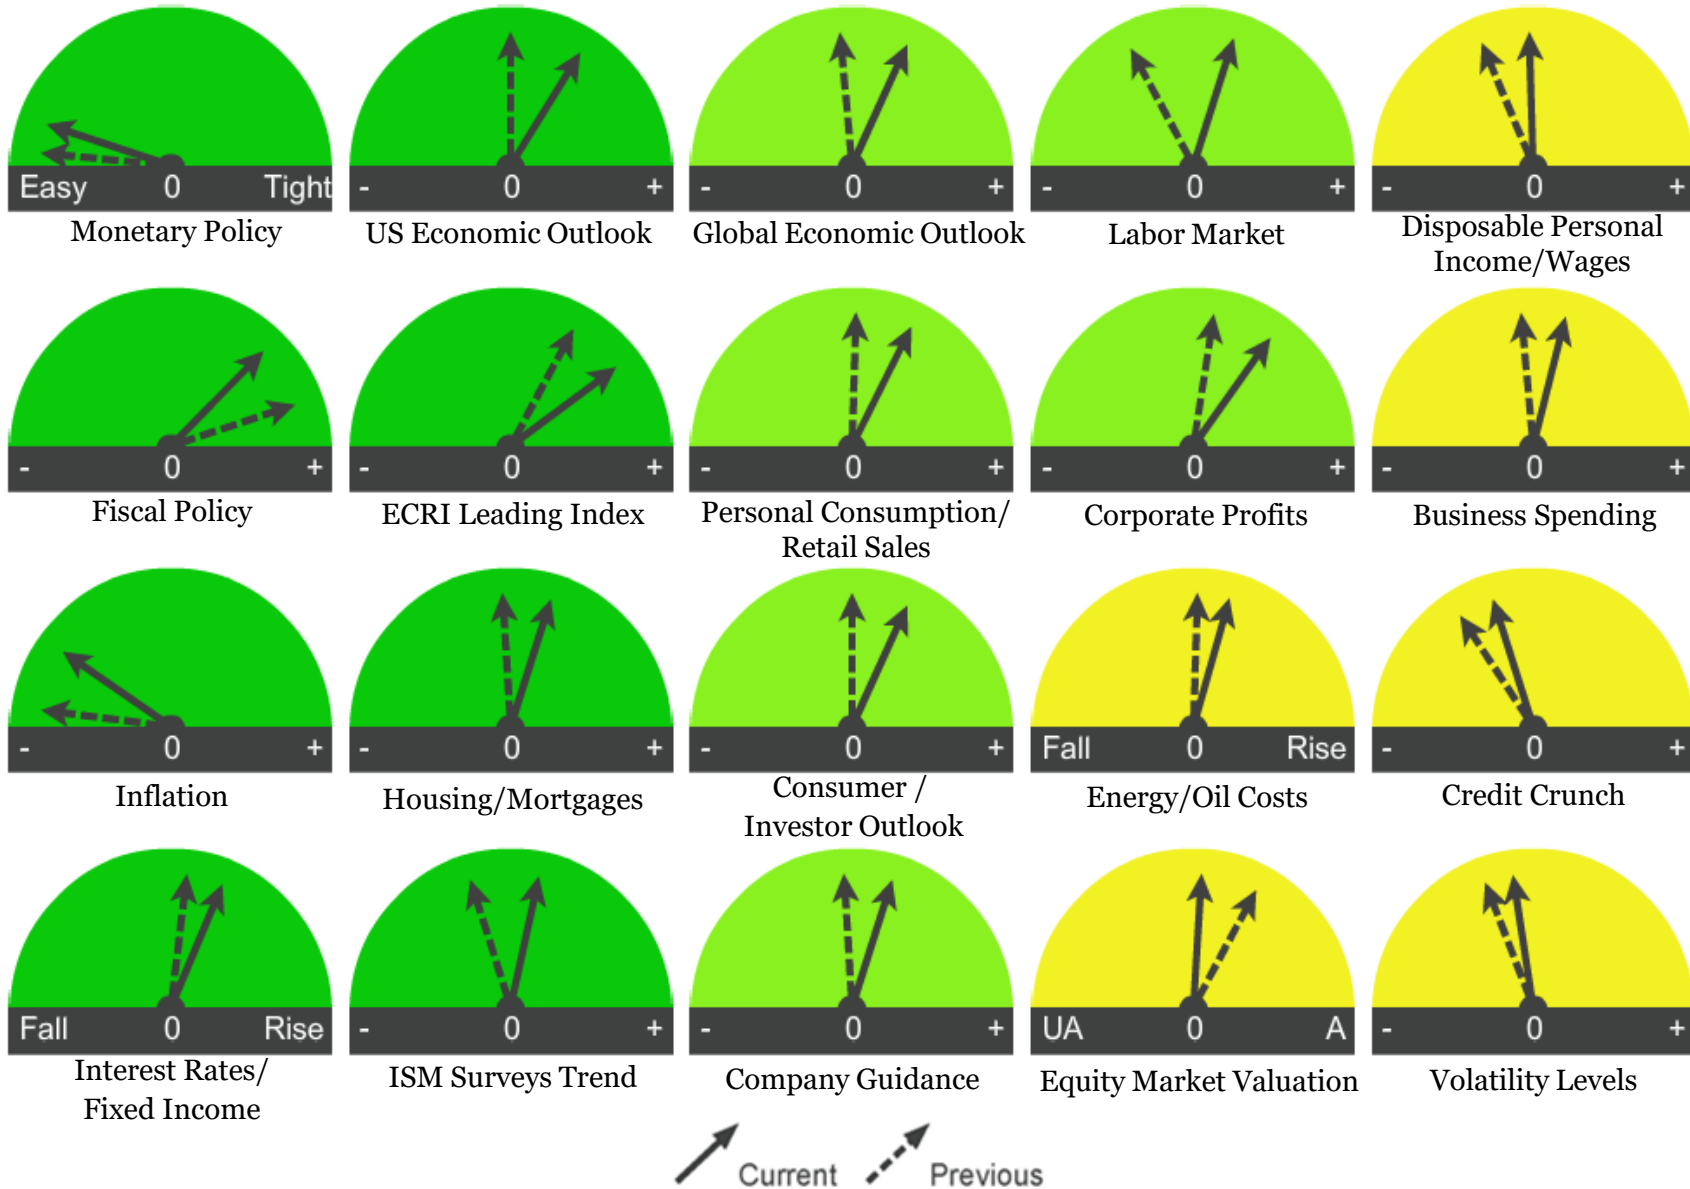 Easy 0 Tight
- 0 +
- 0 +
- 0 +
- 0 +
Monetary Policy
US Economic Outlook
Global Economic Outlook
Labor Market
Disposable Personal
Income/Wages
- 0 +
- 0 +
- 0 +
- 0 +
- 0 +
Fiscal Policy
ECRI Leading Index
Personal Consumption/
Retail Sales
Corporate Profits
Business Spending
- 0 +
- 0 +
- 0 +
Fall 0 Rise
- 0 +
Inflation
Housing/Mortgages
Consumer /
Investor Outlook
Energy/Oil Costs
Credit Crunch
Fall 0 Rise
- 0 +
- 0 +
UA 0 A
- 0 +
Interest Rates/
Fixed Income
ISM Surveys Trend
Company Guidance
Equity Market Valuation
Volatility Levels
Current
Previous